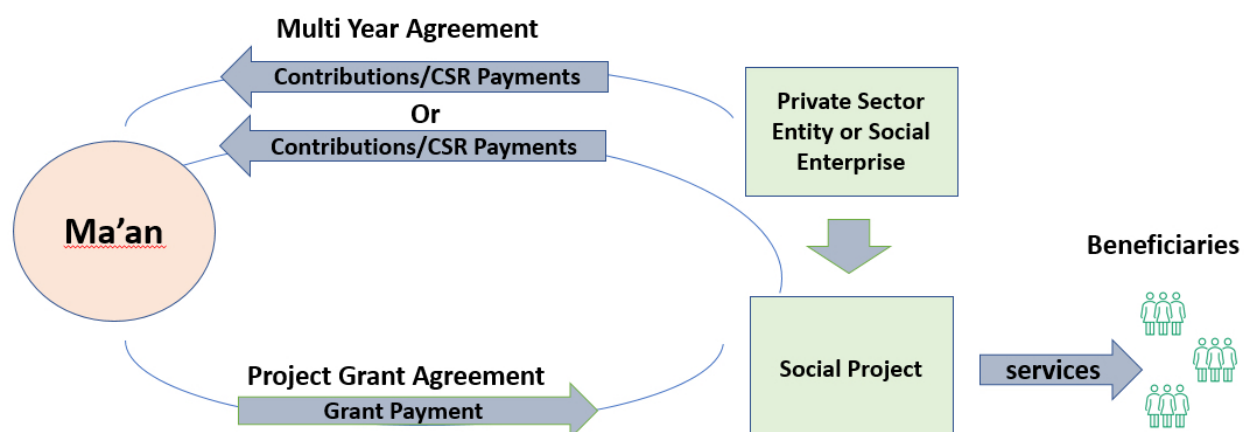 Multi Year Agreement
Contributions/CSR Payments
Or
Contributions/CSR Payments
Private Sector
Entity or Social
Enterprise
Ma’an
Beneficiaries
Project Grant Agreement
Grant Payment
Social Project
services